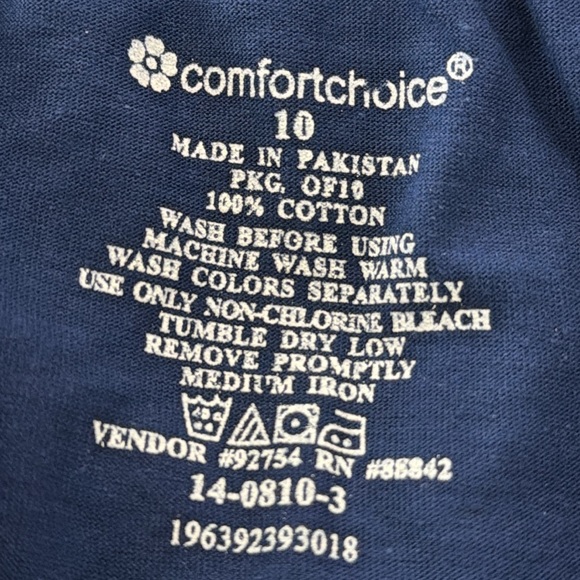 comfortchoice®
10
MADE IN PAKISTAN
PKG. OF10
100% COTTON
WASH BEFORE USING
MACHINE WASH WARM
WASH COLORS SEPARATELY
USE ONLY NON-CHLORINE BLEACH
TUMBLE DRY LOW
REMOVE PROMPTLY
MEDIUM IRON
VENDOR #92754 RN #88842
14-0810-3
196392393018